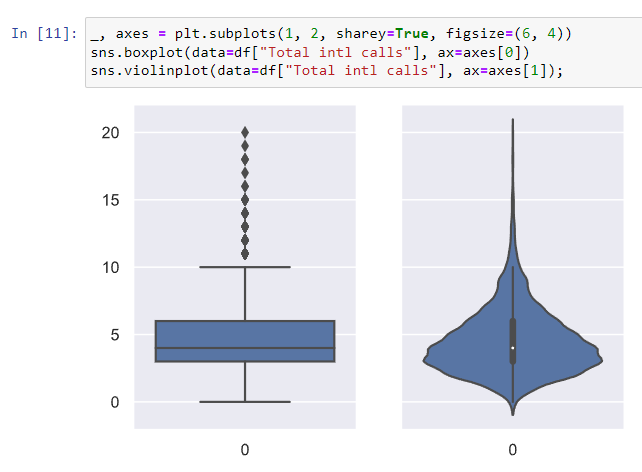 In [11]: _, axes = plt.subplots(1, 2, sharey=True, figsize=(6, 4))
sns.boxplot(data=df["Total intl calls"], ax=axes[0])
sns.violinplot(data=df["Total intl calls"], ax=axes[1]);
20
15
10
5
0
0 0